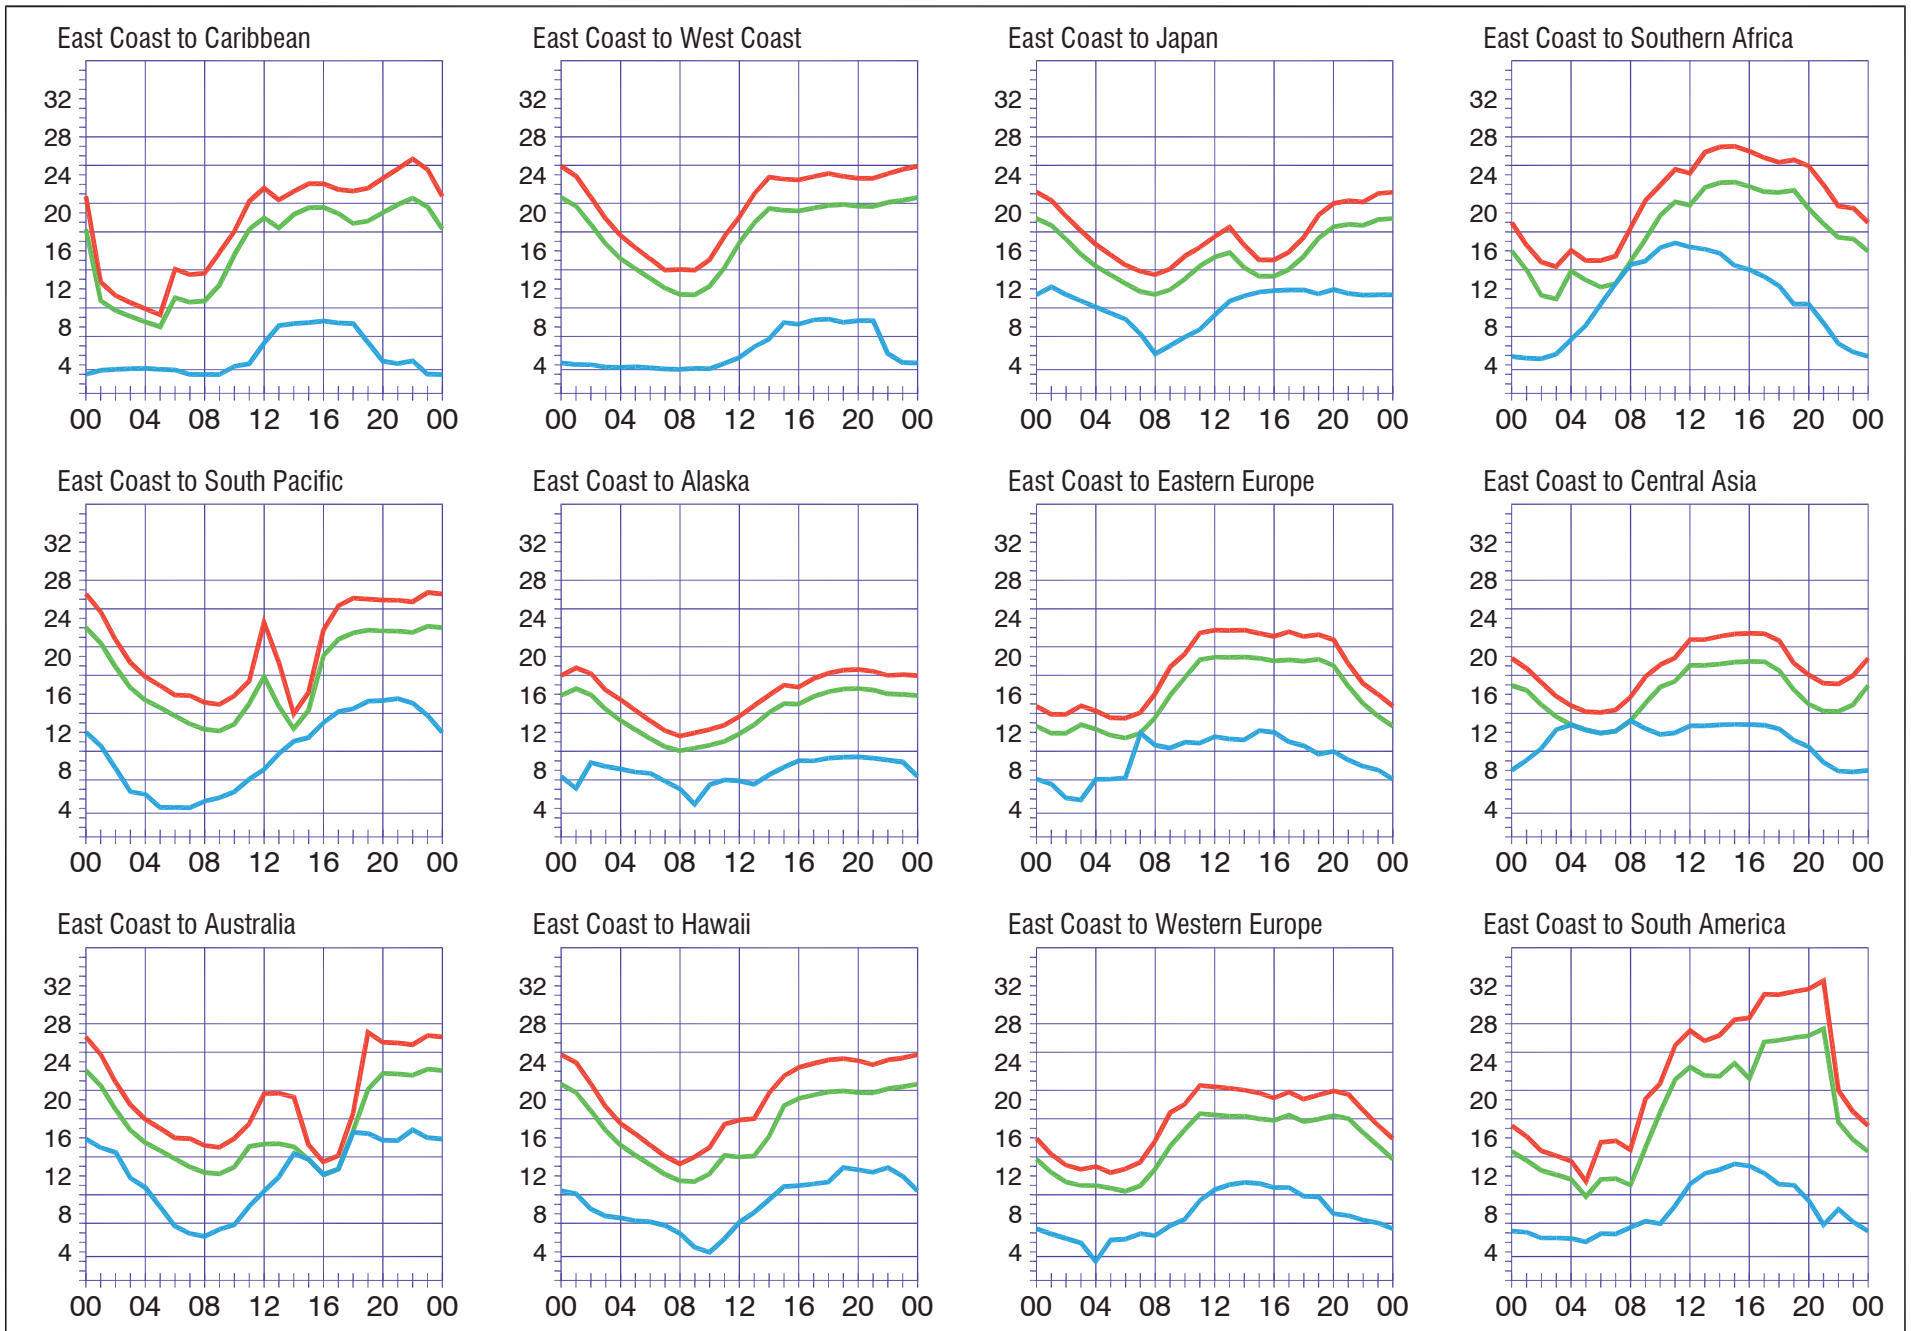 East Coast to Caribbean East Coast to West Coast East Coast to Japan East Coast to Southern Africa
32 32 32 32
28 28 28 28
24 24 24 24
20 20 20 20
16 16 16 16
12 12 12 12
8 8 8 8
4 4 4 4
00 04 08 12 16 20 00 00 04 08 12 16 20 00 00 04 08 12 16 20 00 00 04 08 12 16 20 00
East Coast to South Pacific East Coast to Alaska East Coast to Eastern Europe East Coast to Central Asia
32 32 32 32
28 28 28 28
24 24 24 24
20 20 20 20
16 16 16 16
12 12 12 12
8 8 8 8
4 4 4 4
00 04 08 12 16 20 00 00 04 08 12 16 20 00 00 04 08 12 16 20 00 00 04 08 12 16 20 00
East Coast to Australia East Coast to Hawaii East Coast to Western Europe East Coast to South America
32 32 32 32
28 28 28 28
24 24 24 24
20 20 20 20
16 16 16 16
12 12 12 12
8 8 8 8
4 4 4 4
00 04 08 12 16 20 00 00 04 08 12 16 20 00 00 04 08 12 16 20 00 00 04 08 12 16 20 00